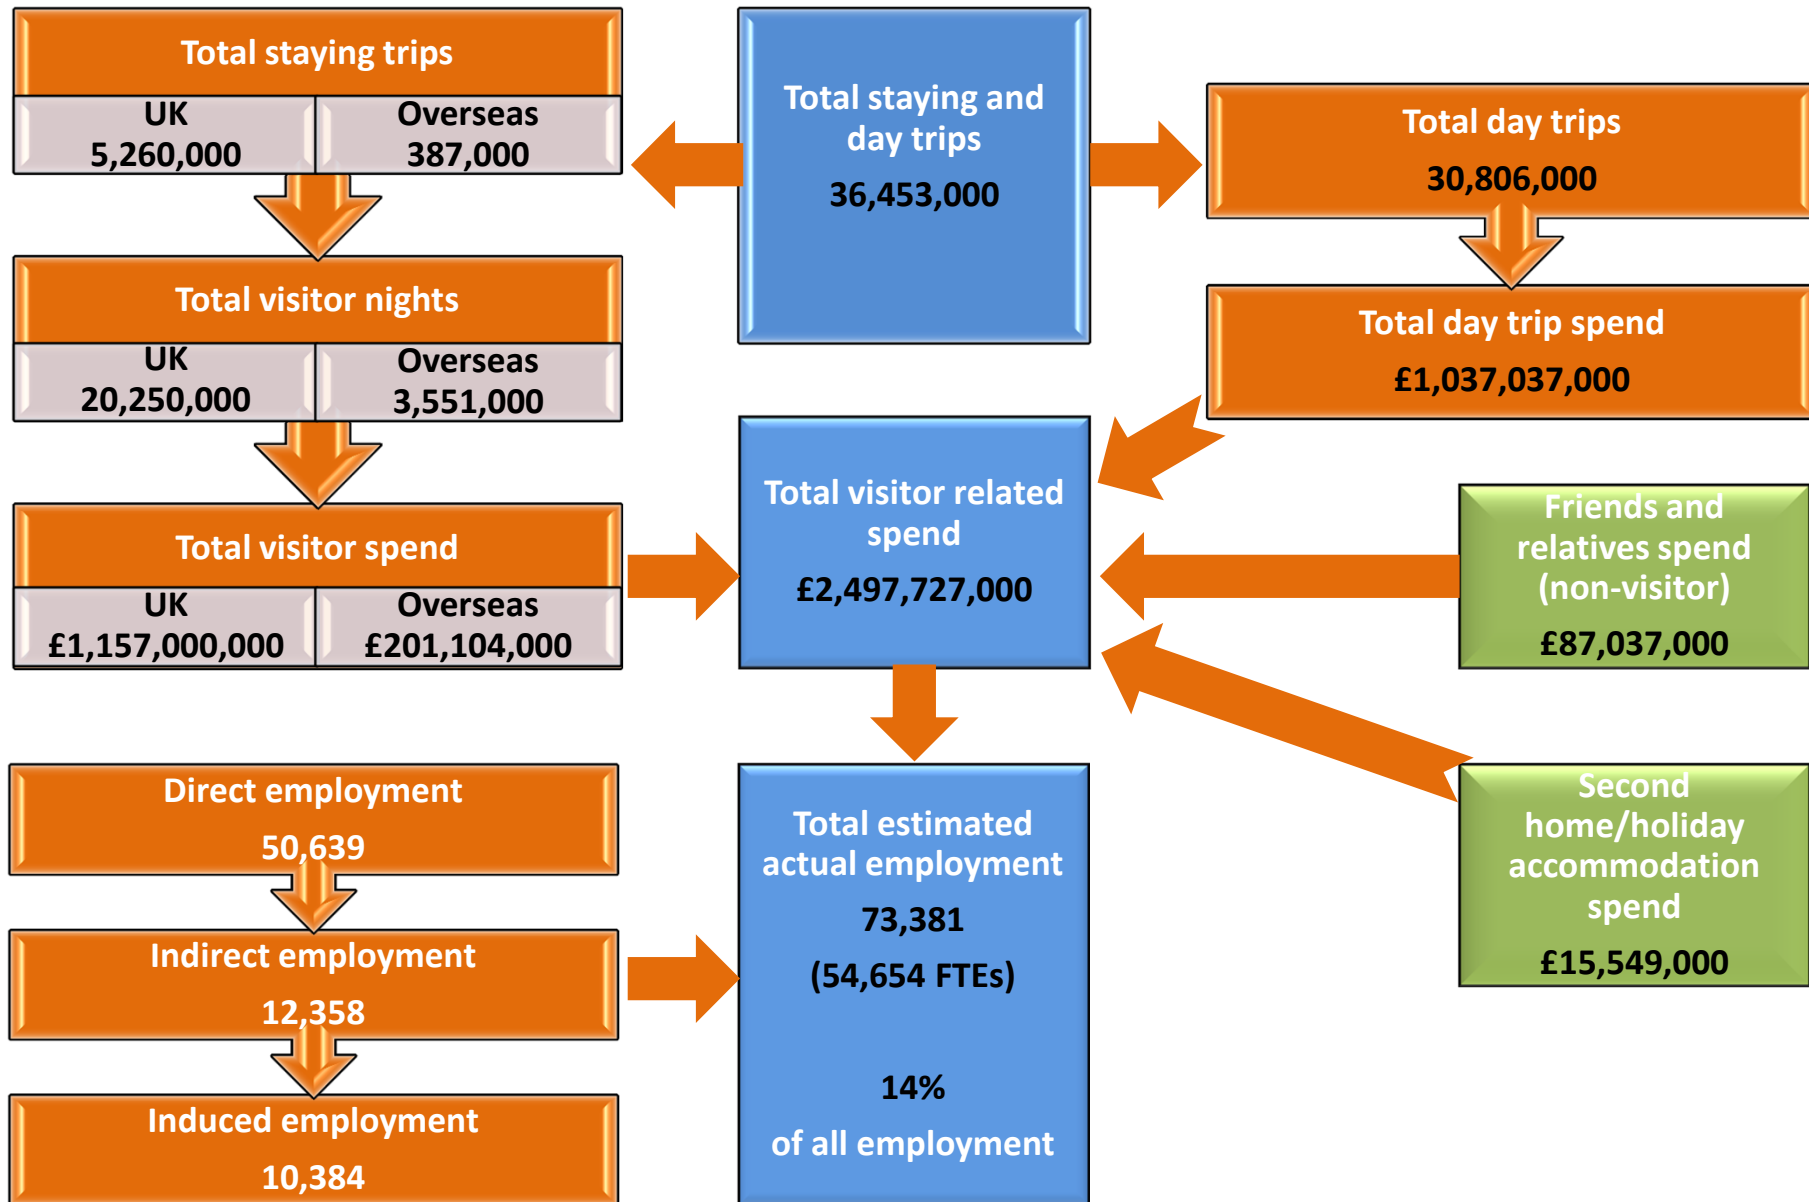 Total staying trips
UK
5,260,000
Overseas
387,000
Total visitor nights
UK
20,250,000
Overseas
3,551,000
Total visitor spend
UK
£1,157,000,000
Overseas
£201,104,000
Total staying and
day trips
36,453,000
Total day trips
30,806,000
Total day trip spend
£1,037,037,000
Total visitor related
spend
£2,497,727,000
Friends and
relatives spend
(non-visitor)
£87,037,000
Second
home/holiday
accommodation
spend
£15,549,000
Direct employment
50,639
Indirect employment
12,358
Induced employment
10,384
Total estimated
actual employment
73,381
(54,654 FTEs)
14%
of all employment